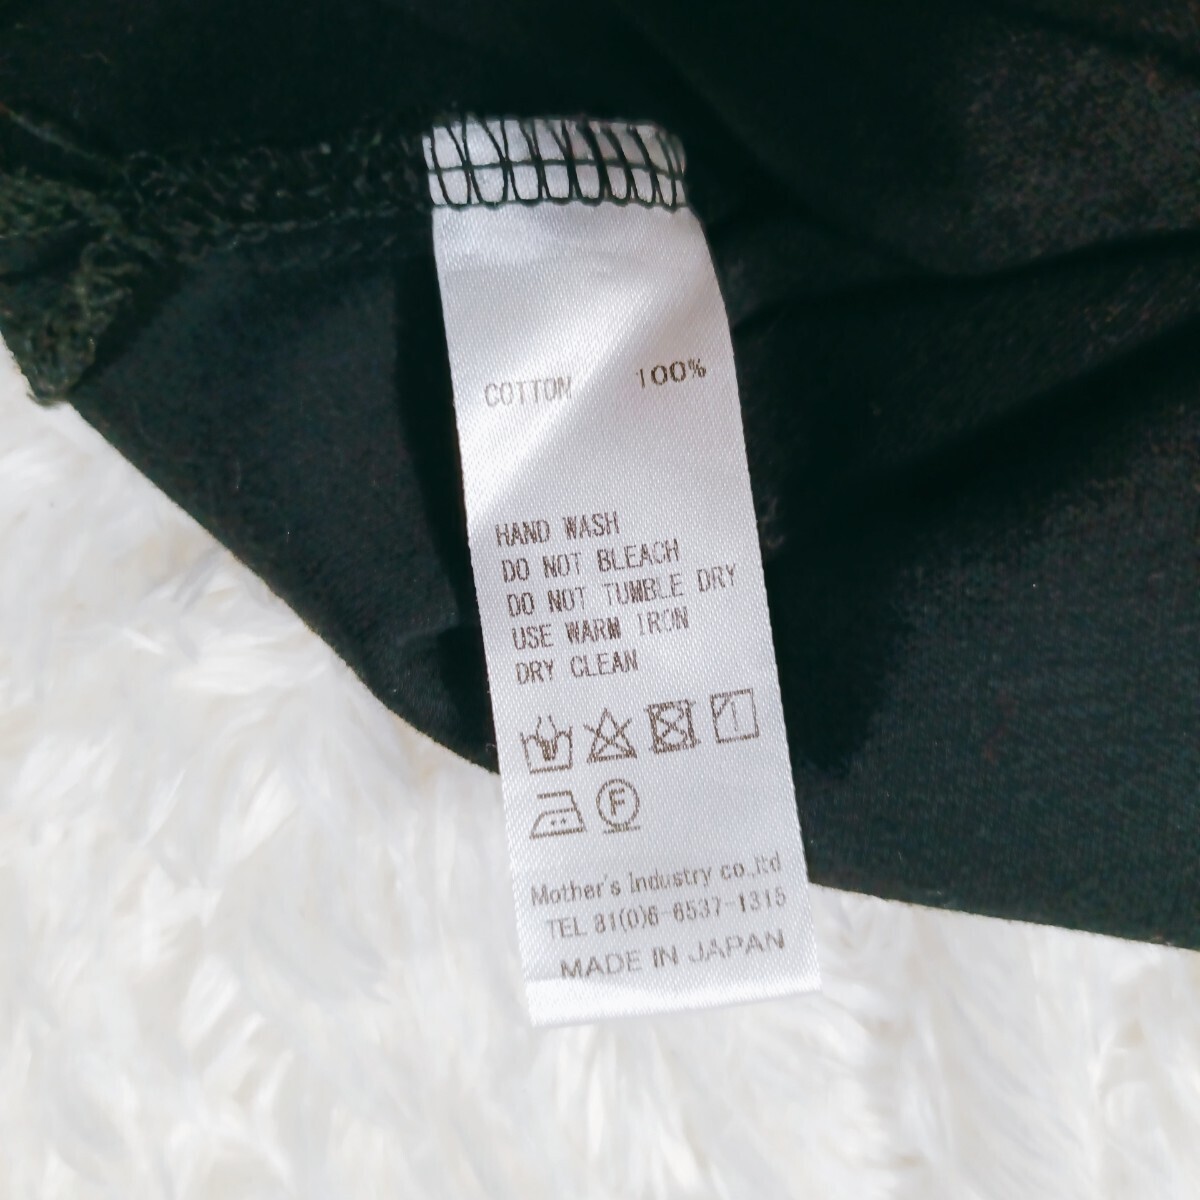 COTTON 100%
HAND WASH
DO NOT BLEACH
DO NOT TUMBLE DRY
USE WARM IRON
DRY CLEAN
F
Mother's Industry co.,ltd
TEL 81(0)6-6537-1315
MADE IN JAPAN